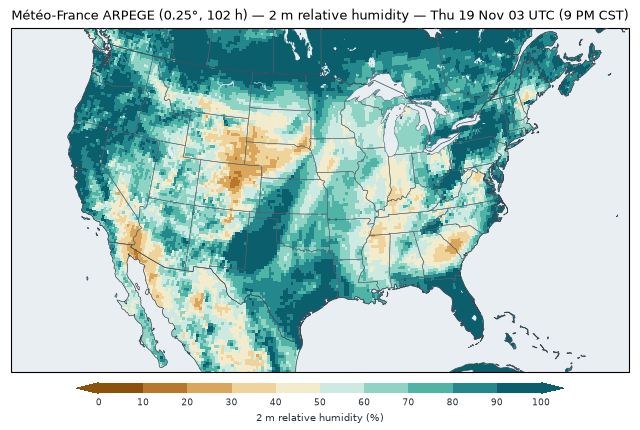 Météo-France ARPEGE (0.25°, 102 h) — 2 m relative humidity — Thu 19 Nov 03 UTC (9 PM CST)
0 10 20 30 40 50 60 70 80 90 100
2 m relative humidity (%)